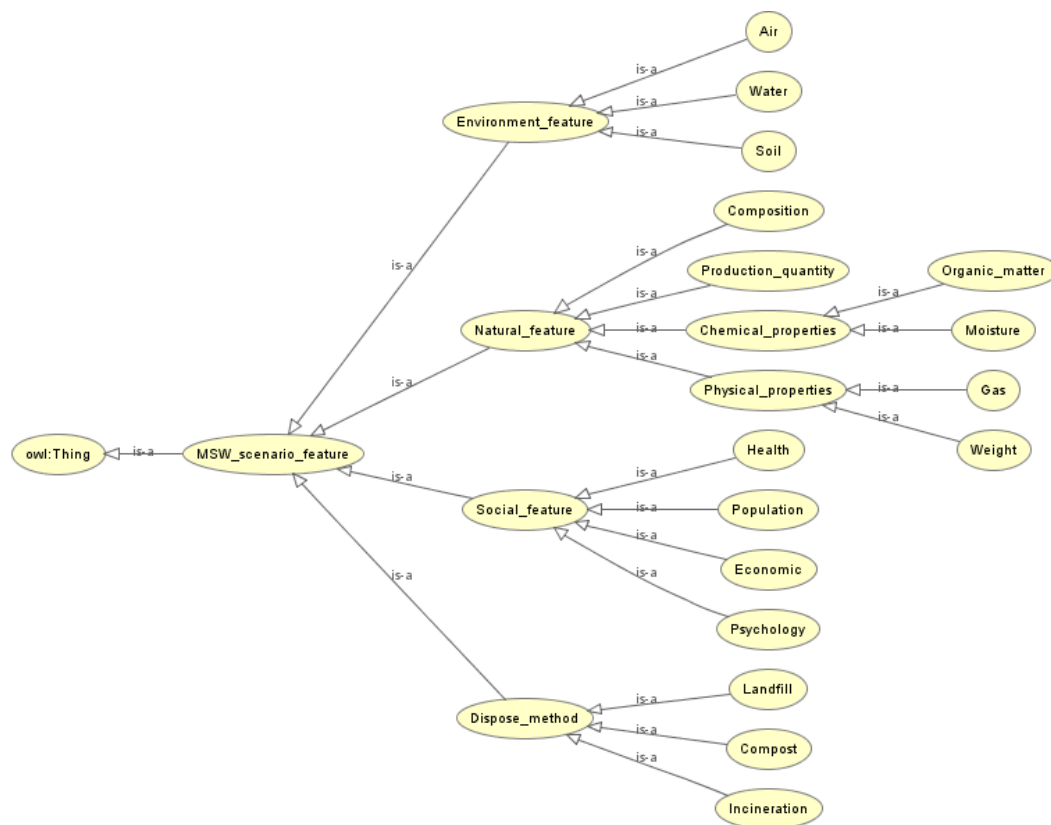 Air
is-a
Water
is-a
Environment_feature
is-a
Soil
Composition
is-a
is-a
Production_quantity
Organic_matter
is-a
is-a
Natural_feature
is-a
Chemical_properties
is-a
Moisture
is-a
is-a
Physical_properties
is-a
Gas
is-a
owl:Thing
is-a
MSW_scenario_feature
Health
Weight
is-a
is-a
Social_feature
is-a
Population
is-a
Economic
is-a
is-a
Psychology
Landfill
is-a
Dispose_method
is-a
Compost
is-a
Incineration